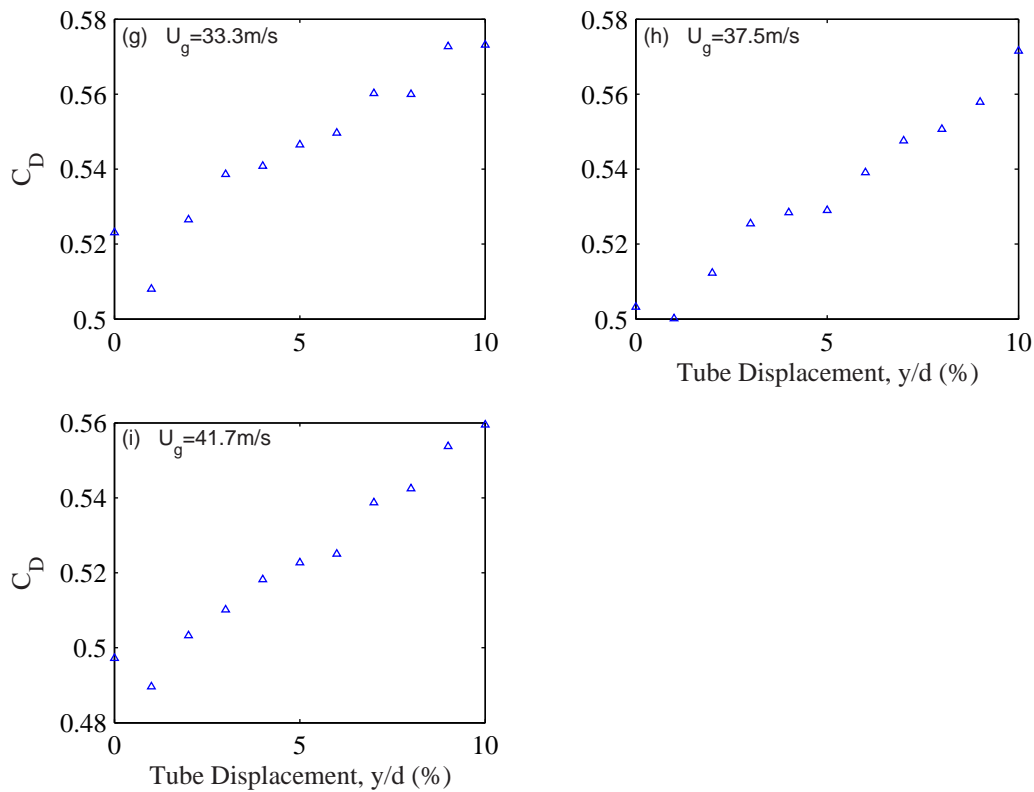 (g) U_g=33.3m/s
0.58
0.56
0.54
0.52
0.5
C_D
0 5 10
(h) U_g=37.5m/s
0.58
0.56
0.54
0.52
0.5
0 5 10
Tube Displacement, y/d (%)
(i) U_g=41.7m/s
0.56
0.54
0.52
0.5
0.48
C_D
0 5 10
Tube Displacement, y/d (%)